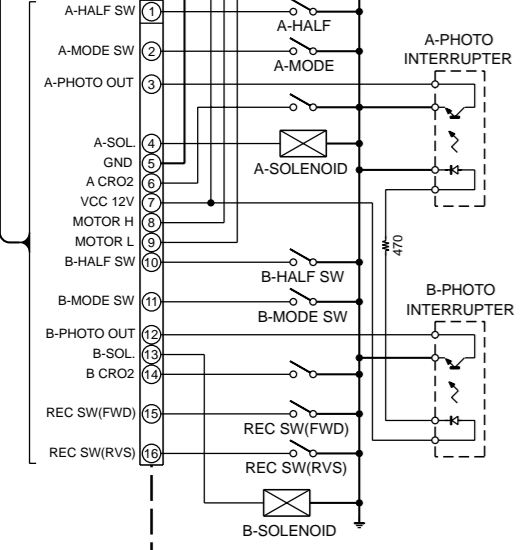 A-HALF SW 1
A-HALF
A-MODE SW 2
A-MODE
A-PHOTO
INTERRUPTER
A-PHOTO OUT 3
A-SOL. 4
GND 5
A-SOLENOID
A CRO2 6
VCC 12V 7
MOTOR H 8
MOTOR L 9
470
B-HALF SW 10
B-HALF SW
B-MODE SW 11
B-MODE SW
B-PHOTO
INTERRUPTER
B-PHOTO OUT 12
B-SOL. 13
B CRO2 14
REC SW(FWD) 15
REC SW(FWD)
REC SW(RVS) 16
REC SW(RVS)
B-SOLENOID